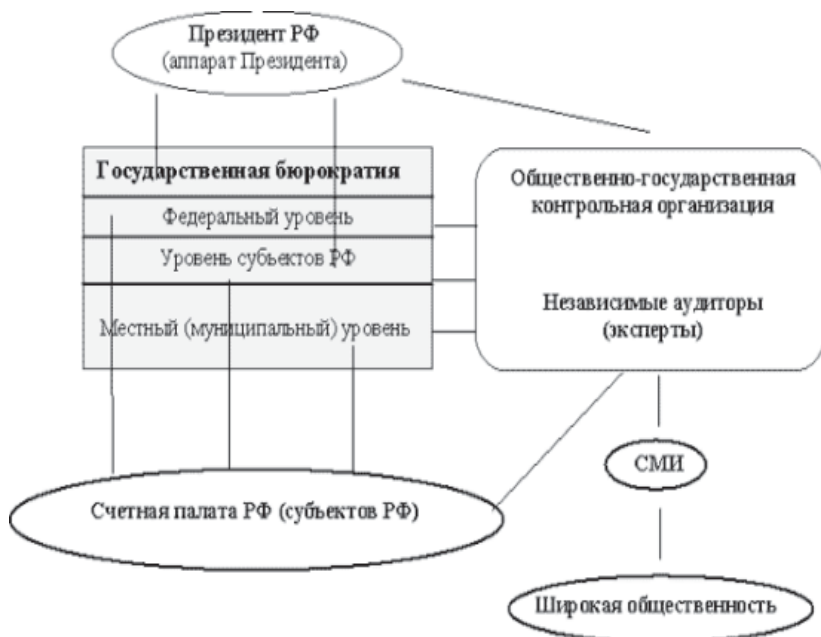 Президент РФ
(аппарат Президента)
Государственная бюрократия
Федеральный уровень
Уровень субъектов РФ
Местный (муниципальный) уровень
Общественно-государственная
контрольная организация
Независимые аудиторы
(эксперты)
СМИ
Счетная палата РФ (субъектов РФ)
Широкая общественность